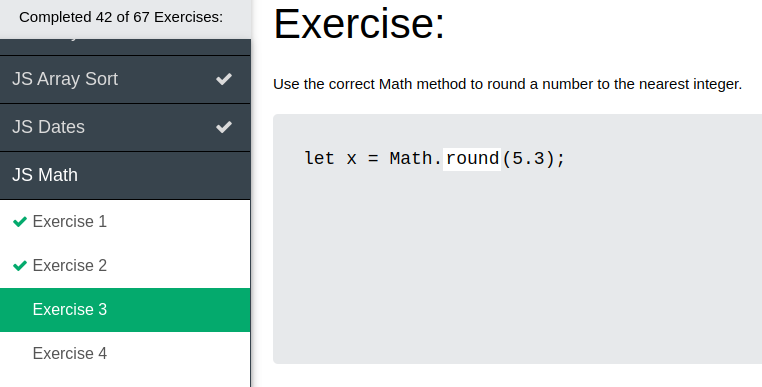 Completed 42 of 67 Exercises:
JS Array Sort
JS Dates
JS Math
Exercise 1
Exercise 2
Exercise 3
Exercise 4
Exercise:
Use the correct Math method to round a number to the nearest integer.
let x = Math.round(5.3);